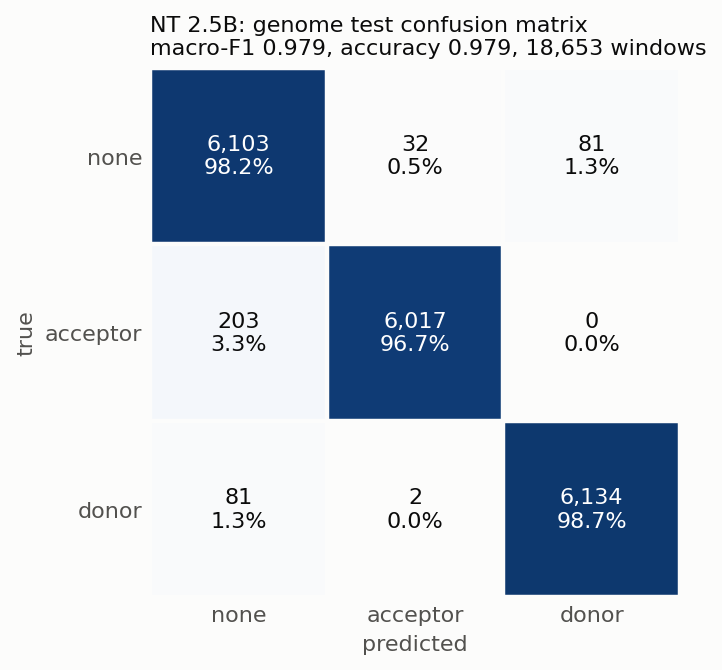 NT 2.5B: genome test confusion matrix
macro-F1 0.979, accuracy 0.979, 18,653 windows
none
6,103
98.2%
32
0.5%
81
1.3%
true
acceptor
203
3.3%
6,017
96.7%
0
0.0%
donor
81
1.3%
2
0.0%
6,134
98.7%
none
acceptor
donor
predicted